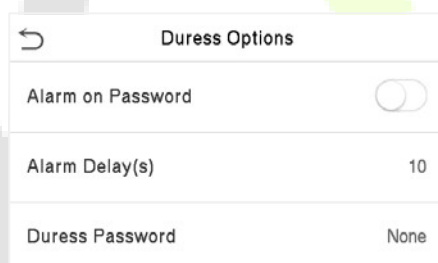 Duress Options
Alarm on Password
Alarm Delay(s) 10
Duress Password None